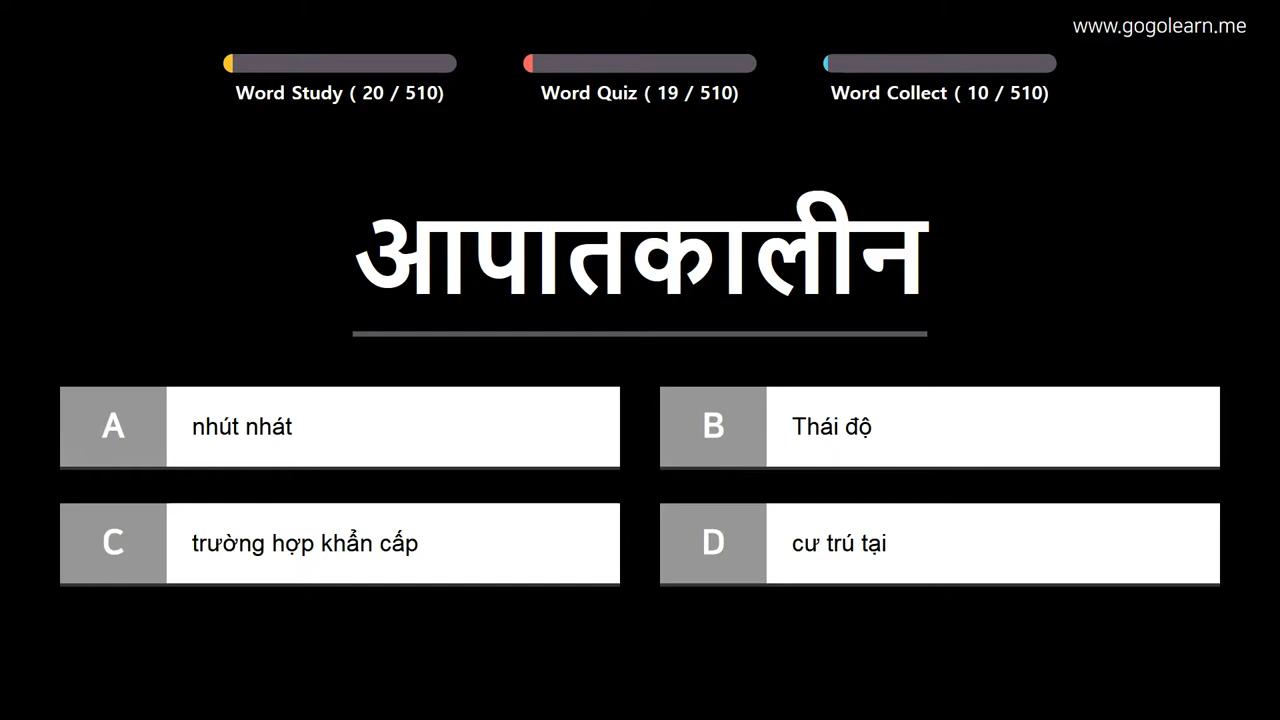 www.gogolearn.me
Word Study ( 20 / 510)
Word Quiz ( 19 / 510)
Word Collect ( 10 / 510)
आपातकालीन
A
nhút nhát
B
Thái độ
C
trường hợp khẩn cấp
D
cư trú tại